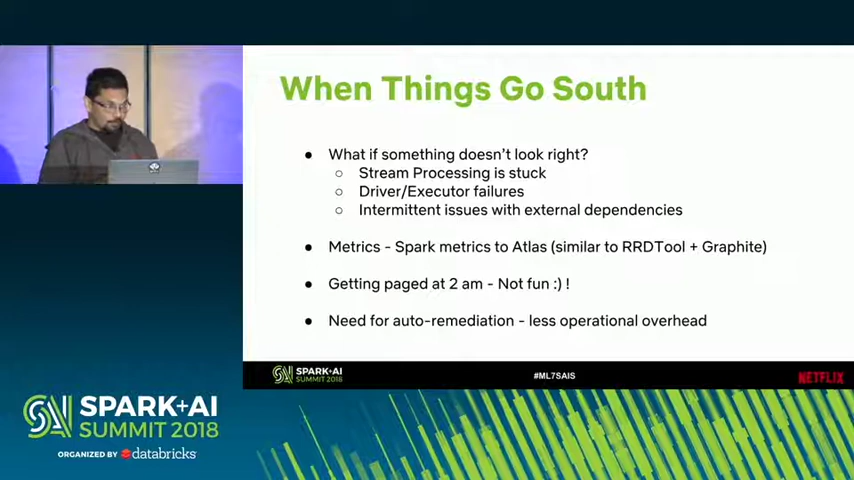 When Things Go South
● What if something doesn't look right?
○ Stream Processing is stuck
○ Driver/Executor failures
○ Intermittent issues with external dependencies
● Metrics - Spark metrics to Atlas (similar to RRDTool + Graphite)
● Getting paged at 2 am - Not fun :) !
● Need for auto-remediation - less operational overhead
SPARK+AI
SUMMIT 2018
#ML7SAIS
NETFLIX
SPARK+AI
SUMMIT 2018
ORGANIZED BY databricks